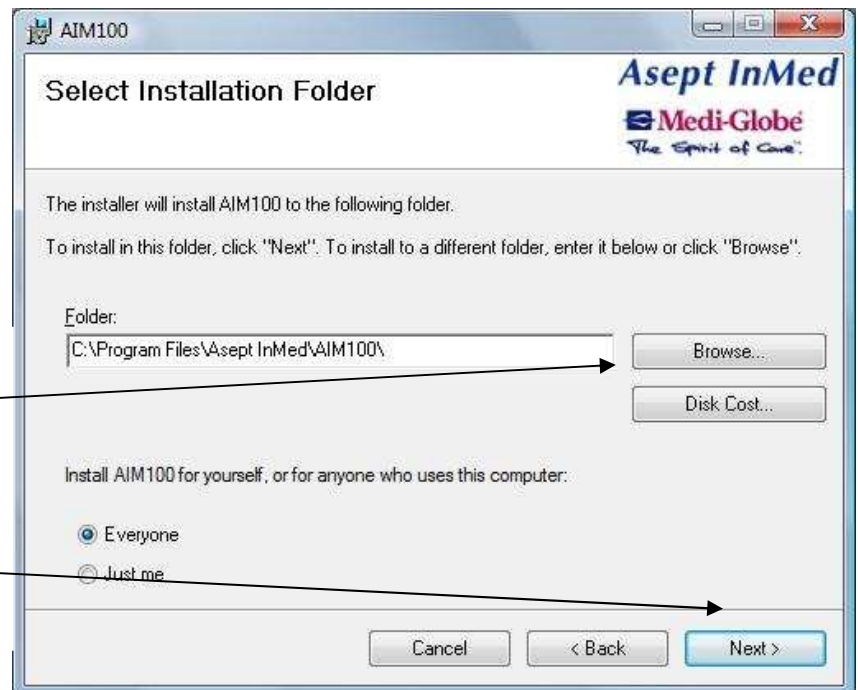 AIM100
Select Installation Folder
Asept InMed
Medi-Globe
The Spirit of Care".
The installer will install AIM100 to the following folder.
To install in this folder, click "Next". To install to a different folder, enter it below or click "Browse".
Folder:
C:\Program Files\Asept InMed\AIM100\
Browse...
Disk Cost...
Install AIM100 for yourself, or for anyone who uses this computer:
Everyone
Just me
Cancel
< Back
Next >